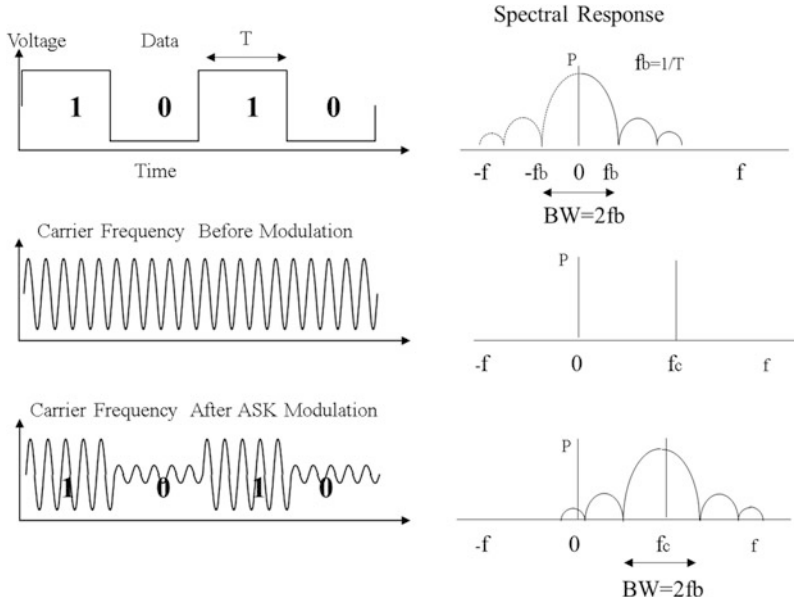 Spectral Response
Voltage Data T
1 0 1 0
Time
P fb=1/T
-f -fb 0 fb f
BW=2fb
Carrier Frequency Before Modulation
P
-f 0 fc f
Carrier Frequency After ASK Modulation
1 0 1 0
P
-f 0 fc f
BW=2fb